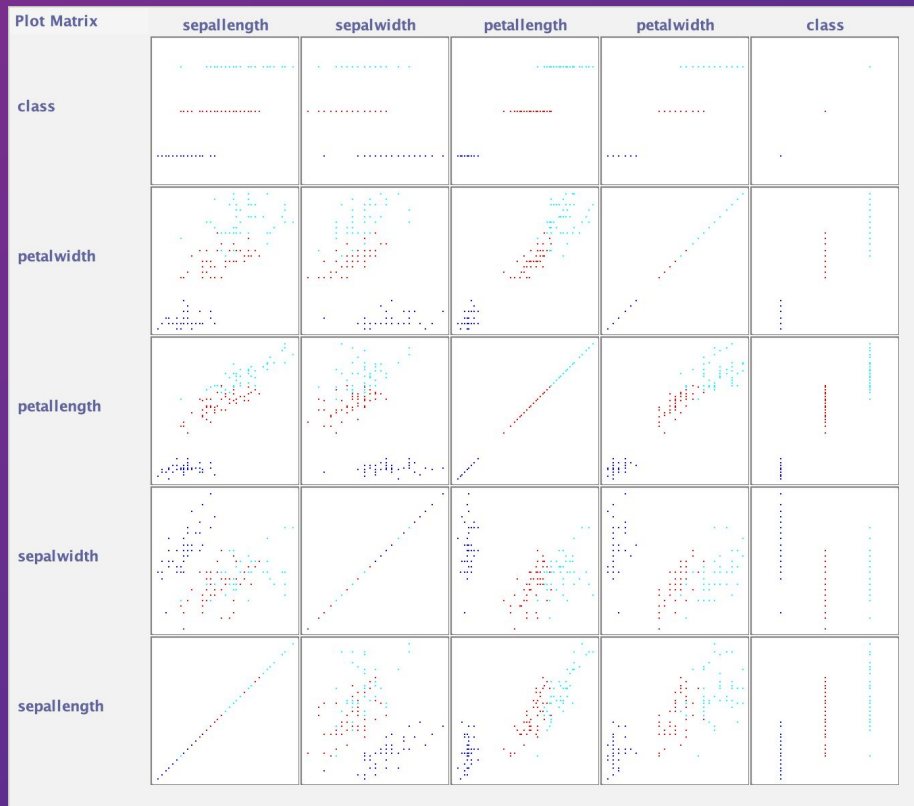 Plot Matrix
sepallength
sepalwidth
petallength
petalwidth
class
class
petalwidth
petallength
sepalwidth
sepallength